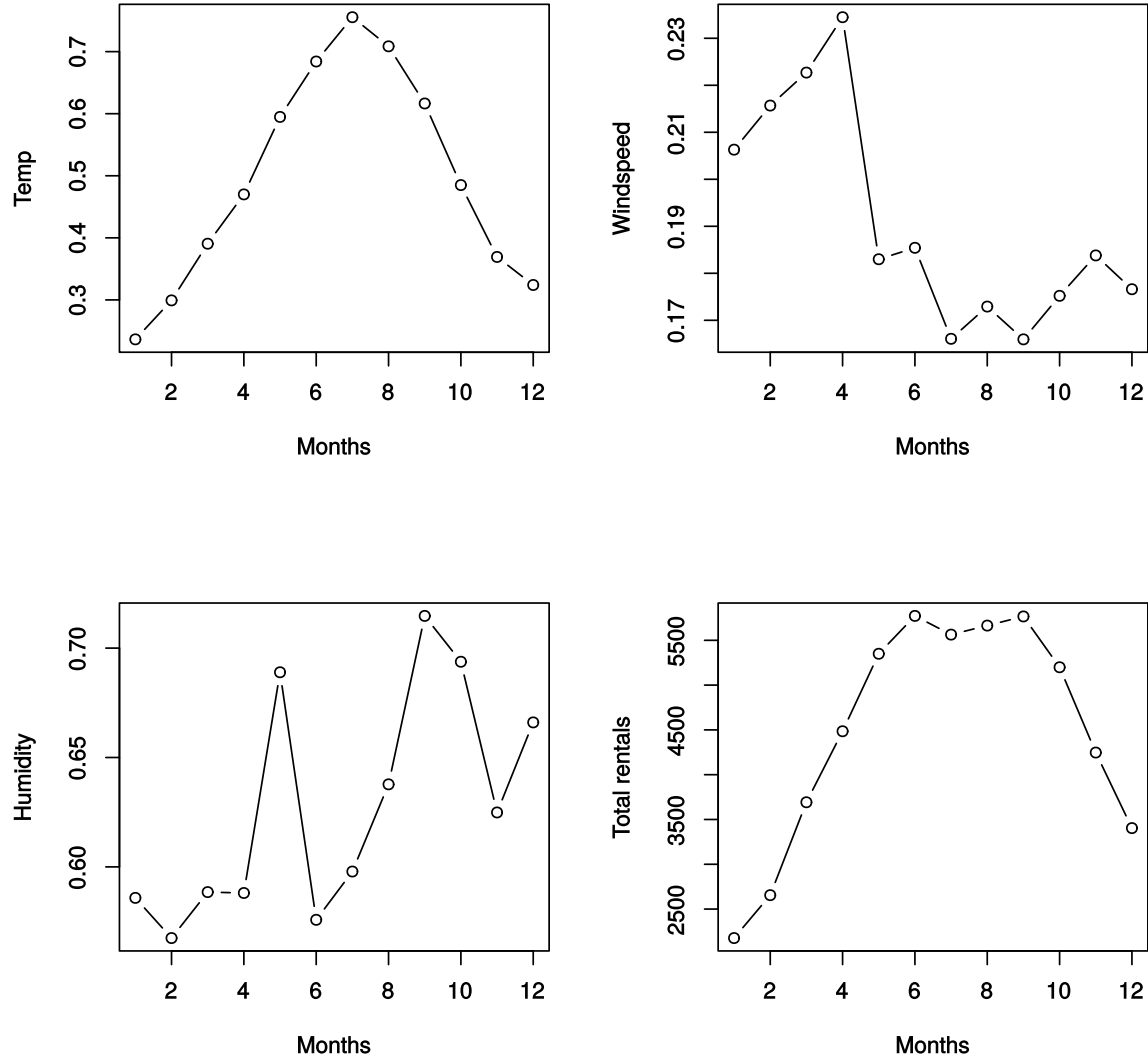 Temp
0.7
0.6
0.5
0.4
0.3
2 4 6 8 10 12
Months
Windspeed
0.23
0.21
0.19
0.17
2 4 6 8 10 12
Months
Humidity
0.70
0.65
0.60
2 4 6 8 10 12
Months
Total rentals
5500
4500
3500
2500
2 4 6 8 10 12
Months